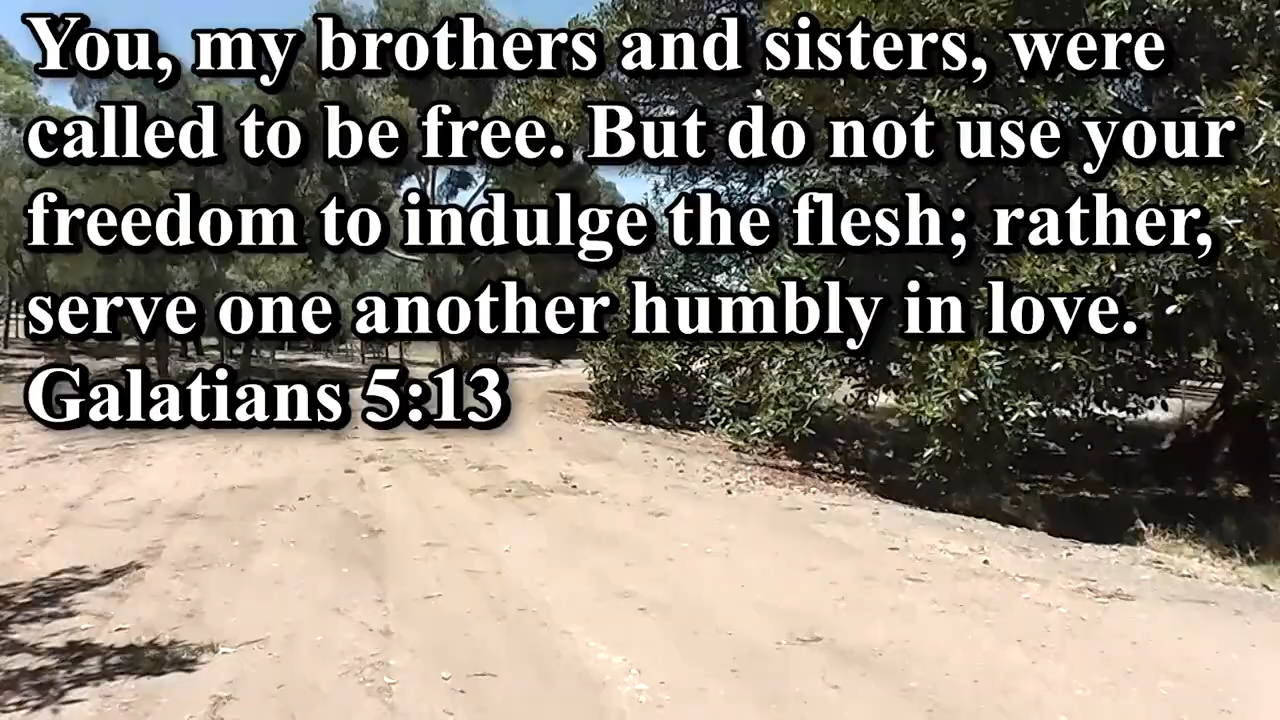 You, my brothers and sisters, were
called to be free. But do not use your
freedom to indulge the flesh; rather,
serve one another humbly in love.
Galatians 5:13